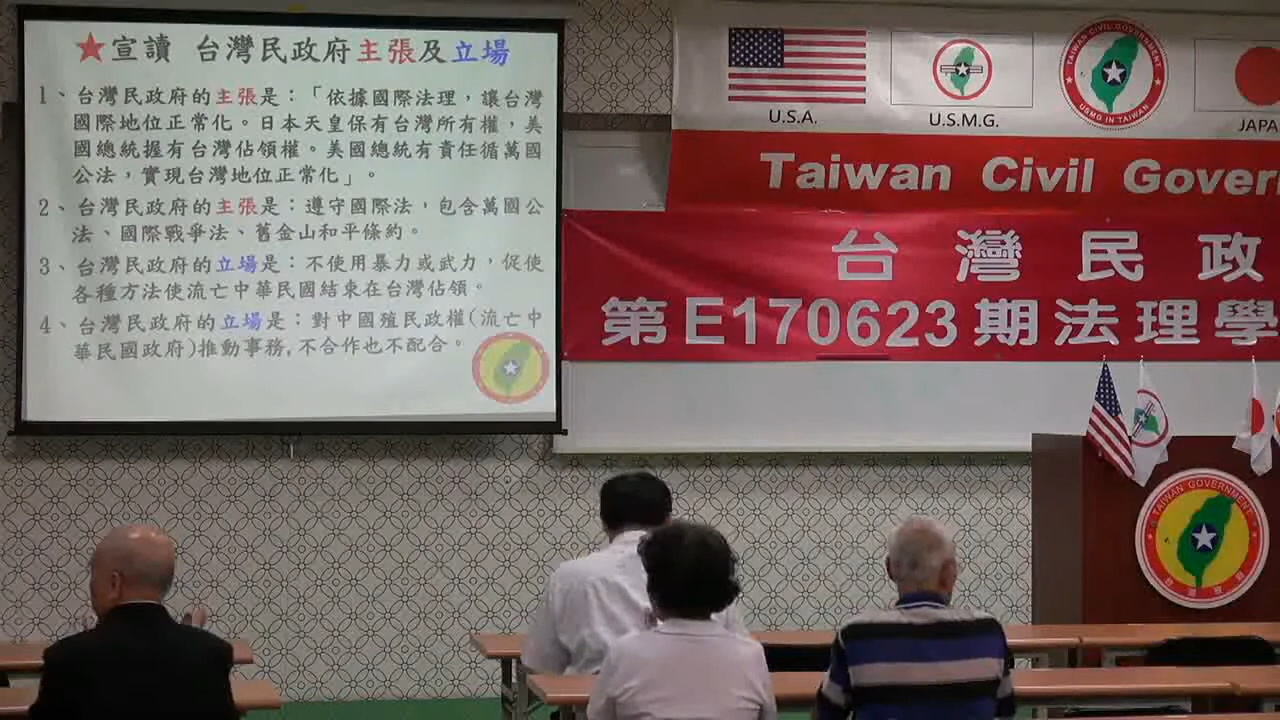 ★宣讀 台灣民政府主張及立場
1、台灣民政府的主張是：「依據國際法理，讓台灣
國際地位正常化。日本天皇保有台灣所有權，美
國總統握有台灣佔領權。美國總統有責任循萬國
公法，實現台灣地位正常化」。
2、台灣民政府的主張是：遵守國際法，包含萬國公
法、國際戰爭法、舊金山和平條約。
3、台灣民政府的立場是：不使用暴力或武力，促使
各種方法使流亡中華民國結束在台灣佔領。
4、台灣民政府的立場是：對中國殖民政權(流亡中
華民國政府)推動事務,不合作也不配合。
U.S.A.
U.S.M.G.
TAIWAN CIVIL GOVERNMENT
USMG IN TAIWAN
JAPA
Taiwan Civil Govern
台灣民政
第E170623期法理學
TAIWAN GOVERNMENT